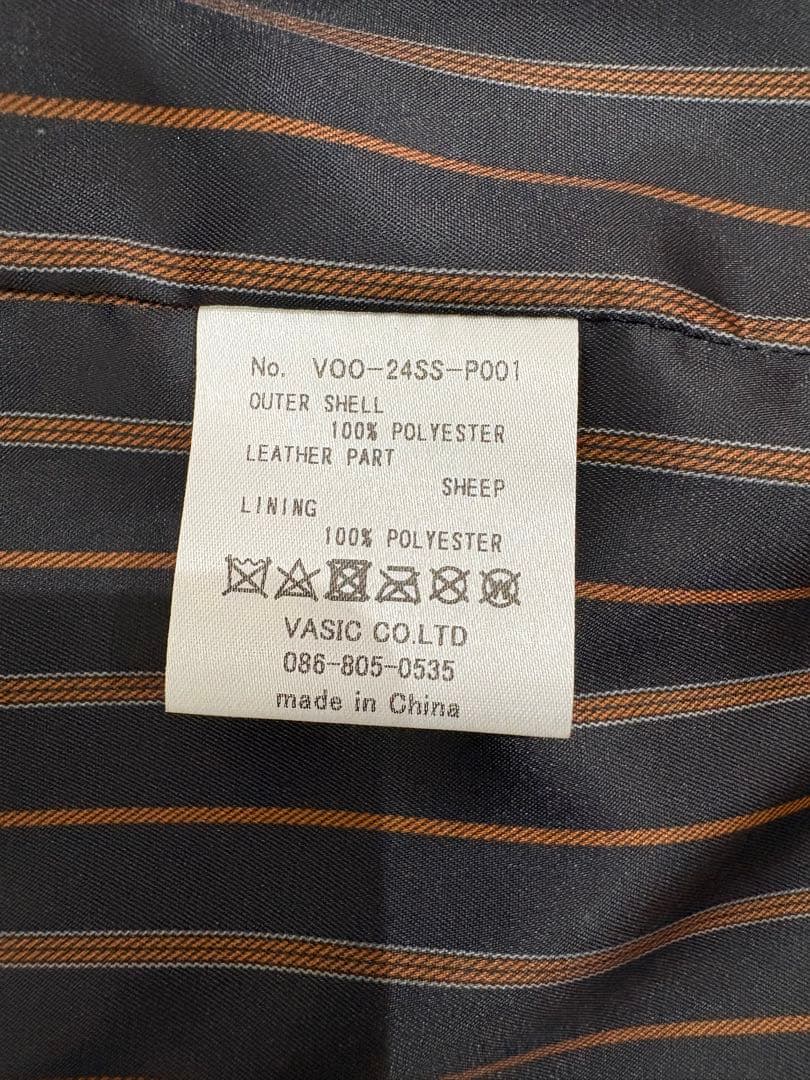 No. VOO-24SS-P001
OUTER SHELL
100% POLYESTER
LEATHER PART
SHEEP
LINING
100% POLYESTER
VASIC CO.LTD
086-805-0535
made in China